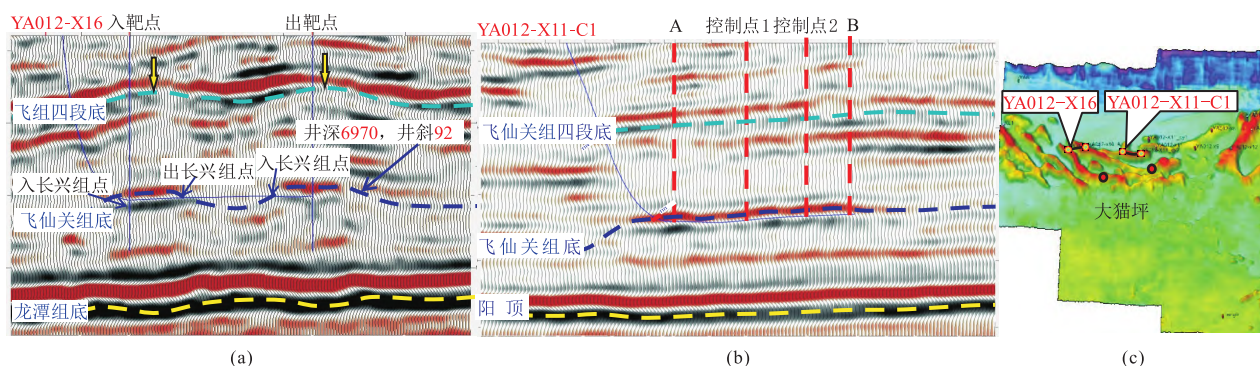 YA012-X16 入靶点
出靶点
飞组四段底
井深6970，井斜92
入长兴组点
出长兴组点
入长兴组点
飞仙关组底
龙潭组底
(a)
YA012-X11-C1
A
控制点1
控制点2
B
飞仙关组四段底
飞仙关组底
阳 顶
(b)
YA012-X16
YA012-X11-C1
大猫坪
(c)